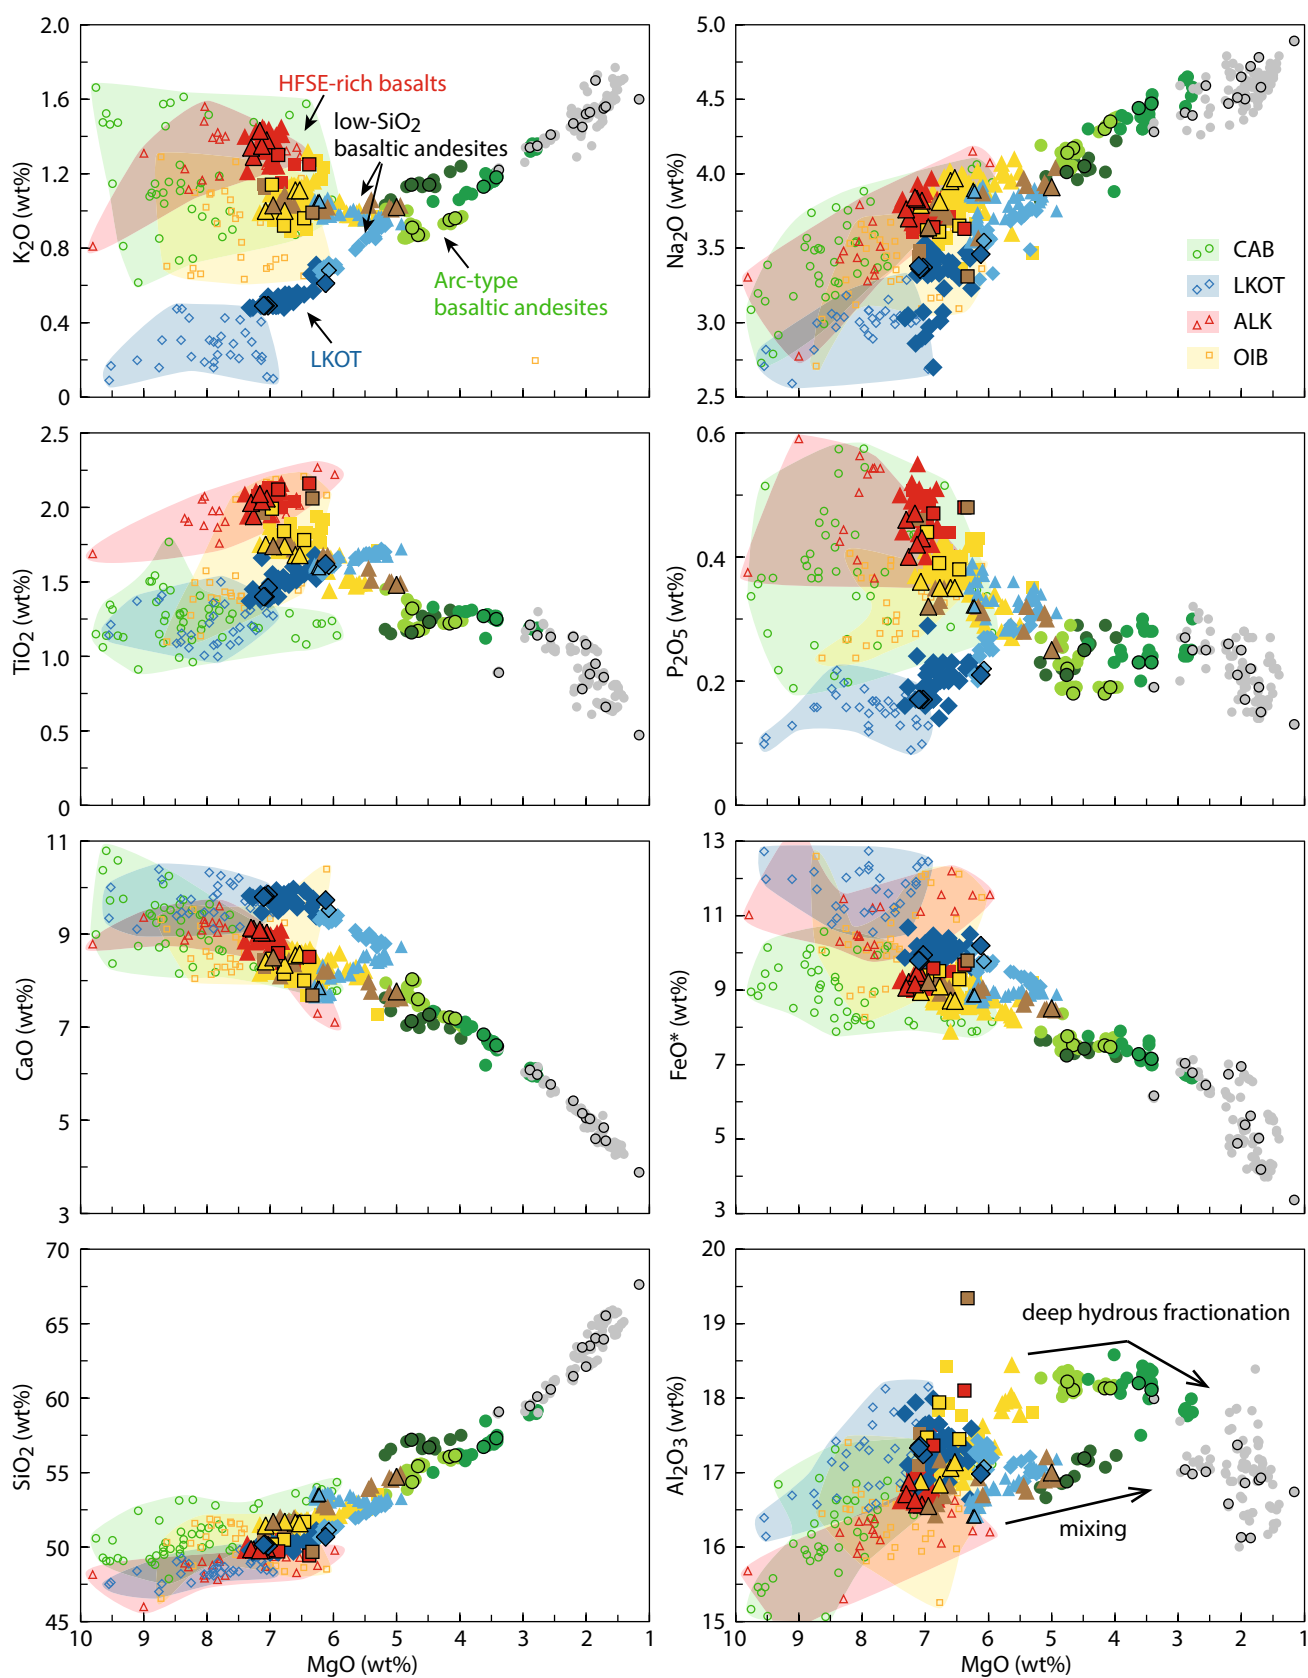 2.0
1.6
1.2
0.8
0.4
0
K2O (wt%)
HFSE-rich basalts
low-SiO2
basaltic andesites
Arc-type
basaltic andesites
LKOT
5.0
4.5
4.0
3.5
3.0
2.5
Na2O (wt%)
CAB
LKOT
ALK
OIB
2.5
2.0
1.5
1.0
0.5
0
TiO2 (wt%)
0.6
0.4
0.2
0
P2O5 (wt%)
11
9
7
5
3
CaO (wt%)
13
11
9
7
5
3
FeO* (wt%)
70
65
60
55
50
45
SiO2 (wt%)
10 9 8 7 6 5 4 3 2 1
MgO (wt%)
20
19
18
17
16
15
Al2O3 (wt%)
deep hydrous fractionation
mixing
10 9 8 7 6 5 4 3 2 1
MgO (wt%)